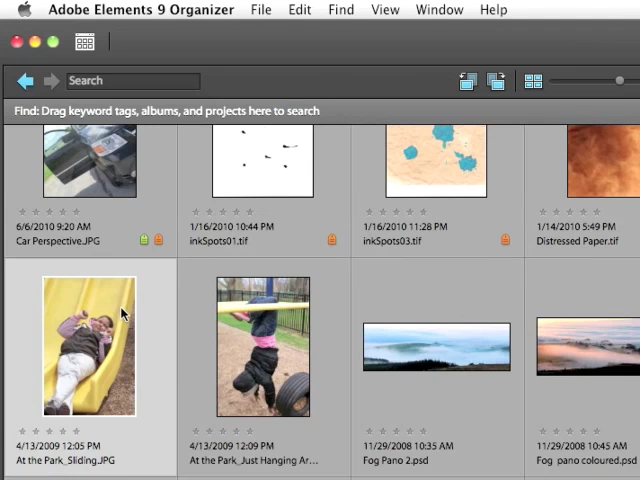 Adobe Elements 9 Organizer File Edit Find View Window Help
Search
Find: Drag keyword tags, albums, and projects here to search
6/6/2010 9:20 AM
Car Perspective.JPG
1/16/2010 10:44 PM
inkSpots01.tif
1/16/2010 11:28 PM
inkSpots03.tif
1/14/2010 5:49 PM
Distressed Paper.tif
4/13/2009 12:05 PM
At the Park_Sliding.JPG
4/13/2009 12:09 PM
At the Park_Just Hanging Ar...
11/29/2008 10:35 AM
Fog Pano 2.psd
11/29/2008 10:45 AM
Fog pano coloured.psd